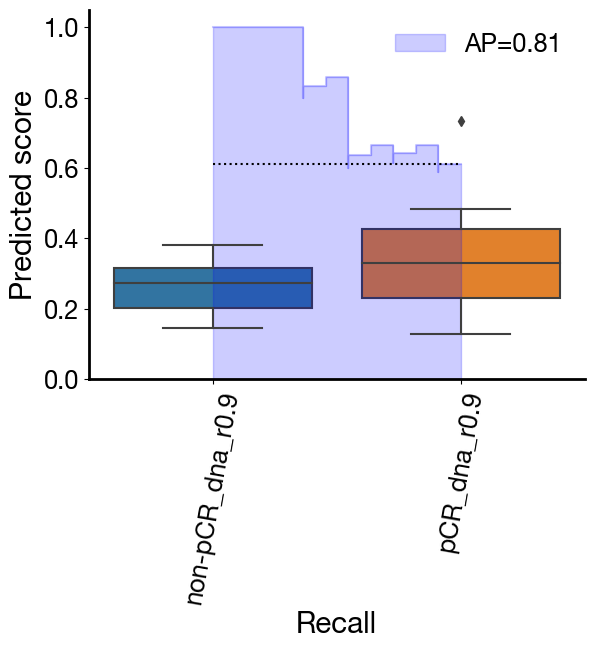 1.0
0.8
0.6
0.4
0.2
0.0
Predicted score
AP=0.81
non-pCR_dna_r0.9
pCR_dna_r0.9
Recall